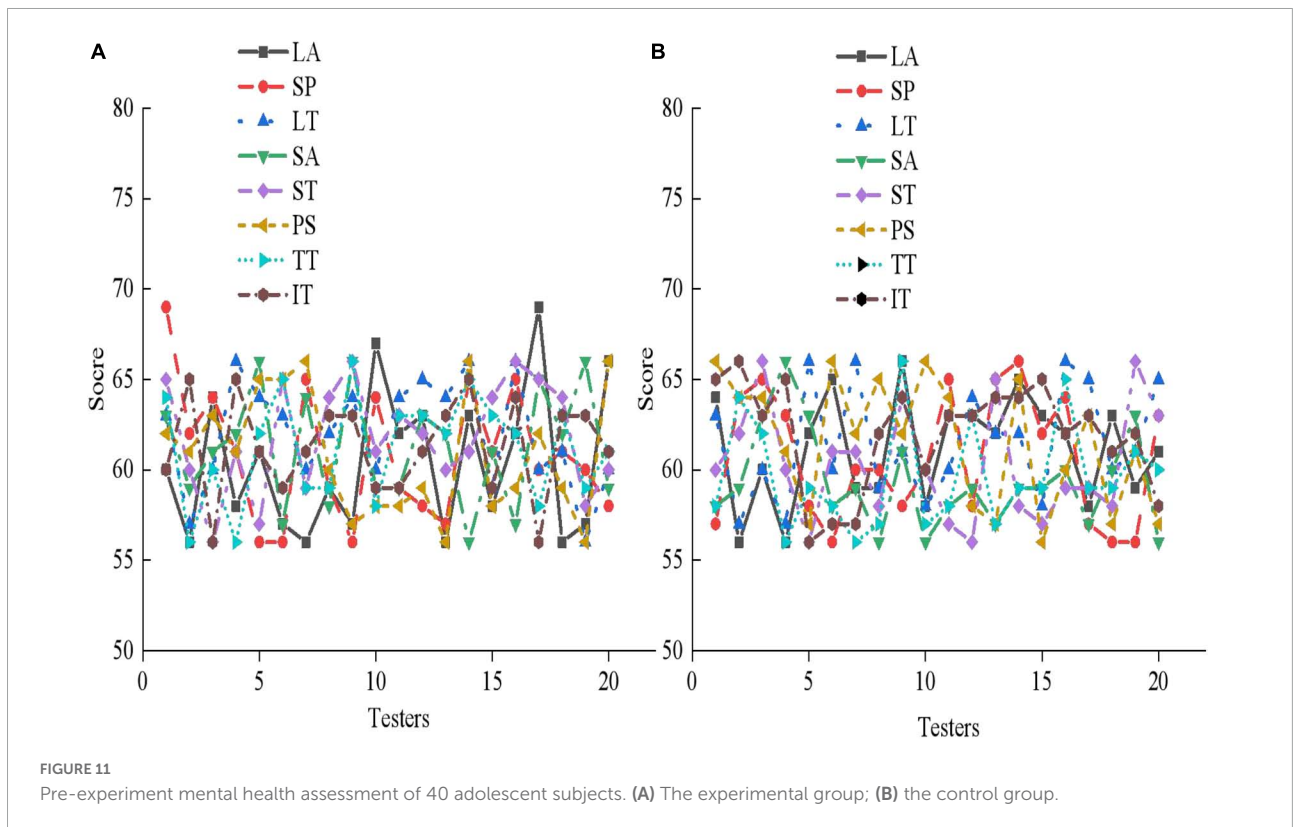 A
LA
SP
LT
SA
ST
PS
TT
IT
80
75
70
65
60
55
50
Socre
0
5
10
15
20
Testers
B
LA
SP
LT
SA
ST
PS
TT
IT
80
75
70
65
60
55
50
Score
0
5
10
15
20
Testers
FIGURE 11
Pre-experiment mental health assessment of 40 adolescent subjects. (A) The experimental group; (B) the control group.